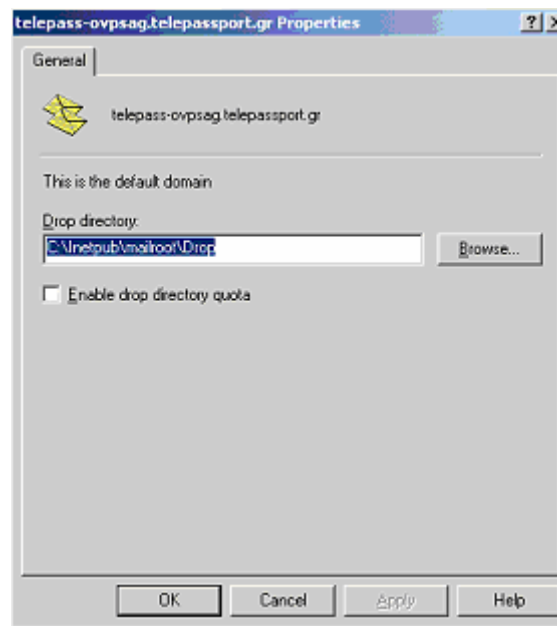 telepass-ovpsag.telepassport.gr Properties
General
telepass-ovpsag.telepassport.gr
This is the default domain
Drop directory:
C:\Inetpub\mailroot\Drop
Browse...
Enable drop directory quota
OK Cancel Apply Help